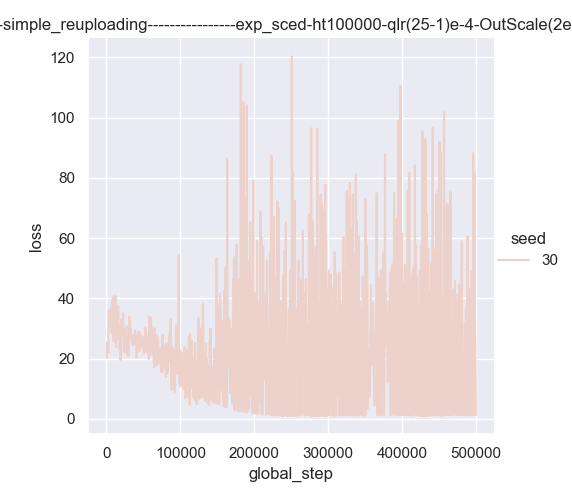 -simple_reuploading----------------exp_sced-ht100000-qlr(25-1)e-4-OutScale(2e
120
100
80
60
40
20
0
loss
0 100000 200000 300000 400000 500000
global_step
seed
30